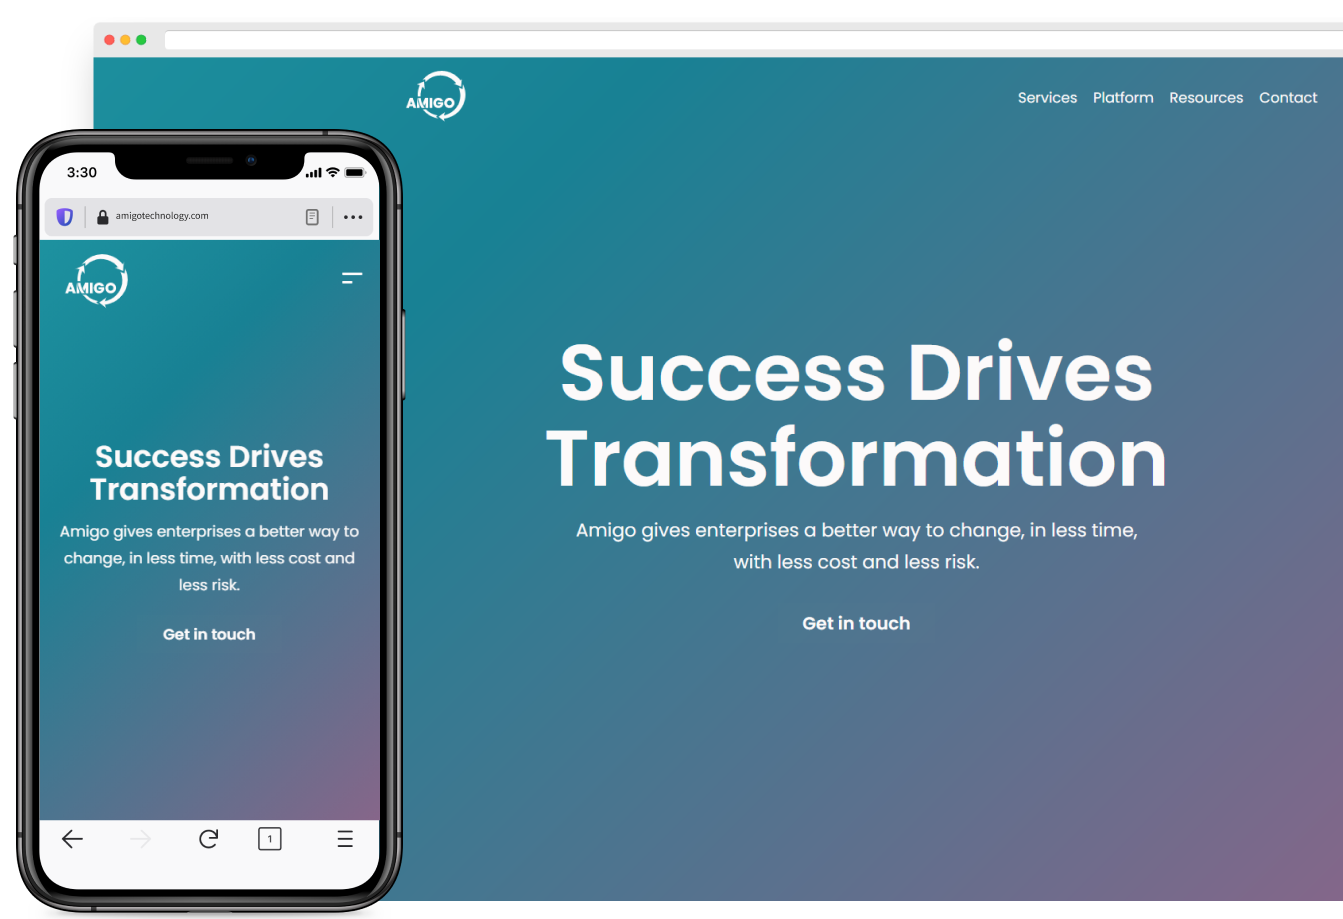 AMIGO
Services Platform Resources Contact
Success Drives
Transformation
Amigo gives enterprises a better way to change, in less time,
with less cost and less risk.
Get in touch
3:30
amigotechnology.com
AMIGO
Success Drives
Transformation
Amigo gives enterprises a better way to
change, in less time, with less cost and
less risk.
Get in touch
1